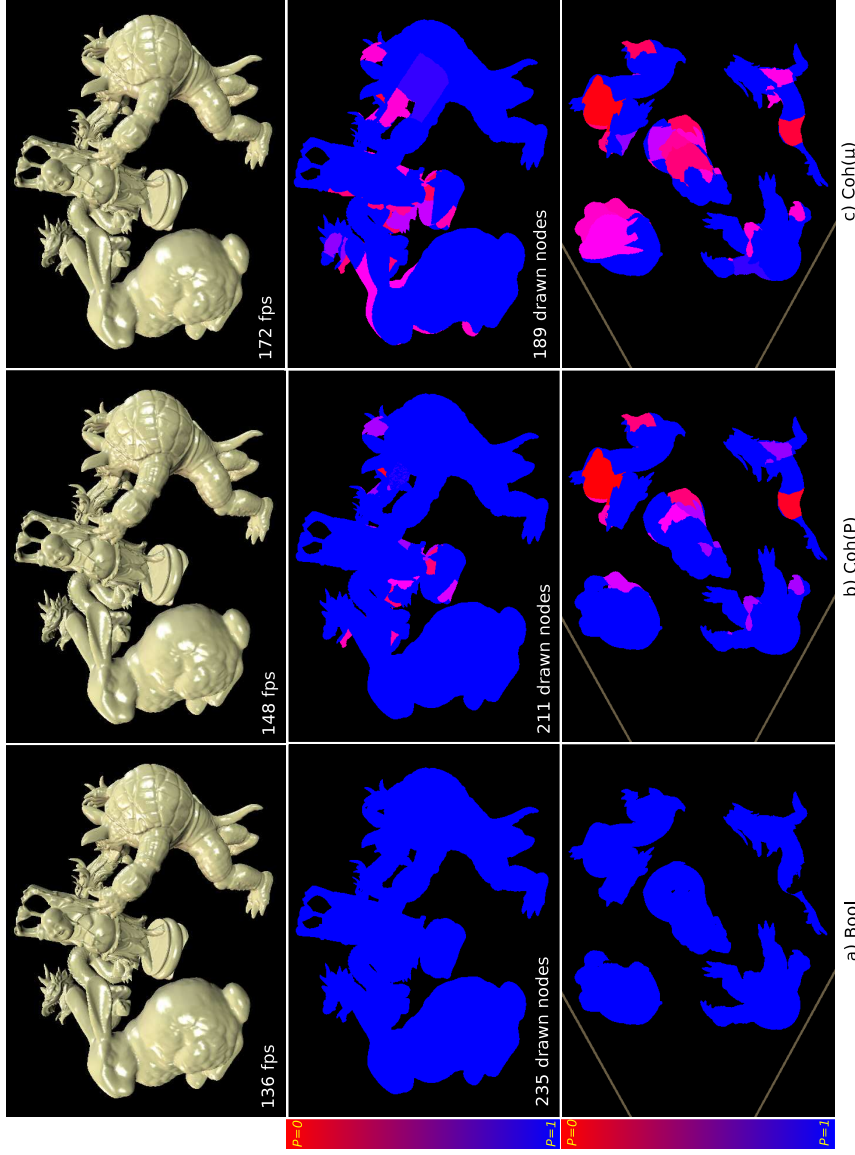 136 fps
148 fps
172 fps
P=0
P=1
235 drawn nodes
211 drawn nodes
189 drawn nodes
P=0
P=1
a) Bool
b) Coh(P)
c) Coh(μ)